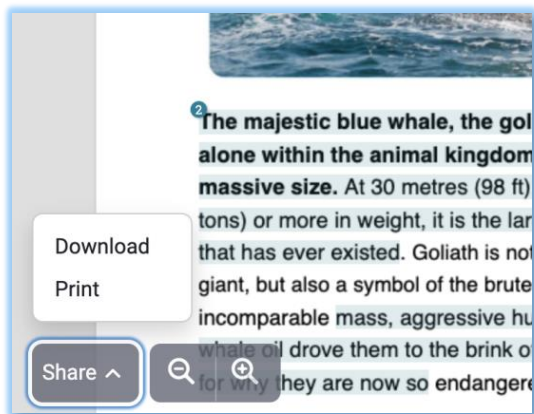 2
The majestic blue whale, the gol
alone within the animal kingdom
massive size. At 30 metres (98 ft)
tons) or more in weight, it is the lar
that has ever existed. Goliath is not
giant, but also a symbol of the brute
incomparable mass, aggressive hu
whale oil drove them to the brink o
for why they are now so endangere
Download
Print
Share